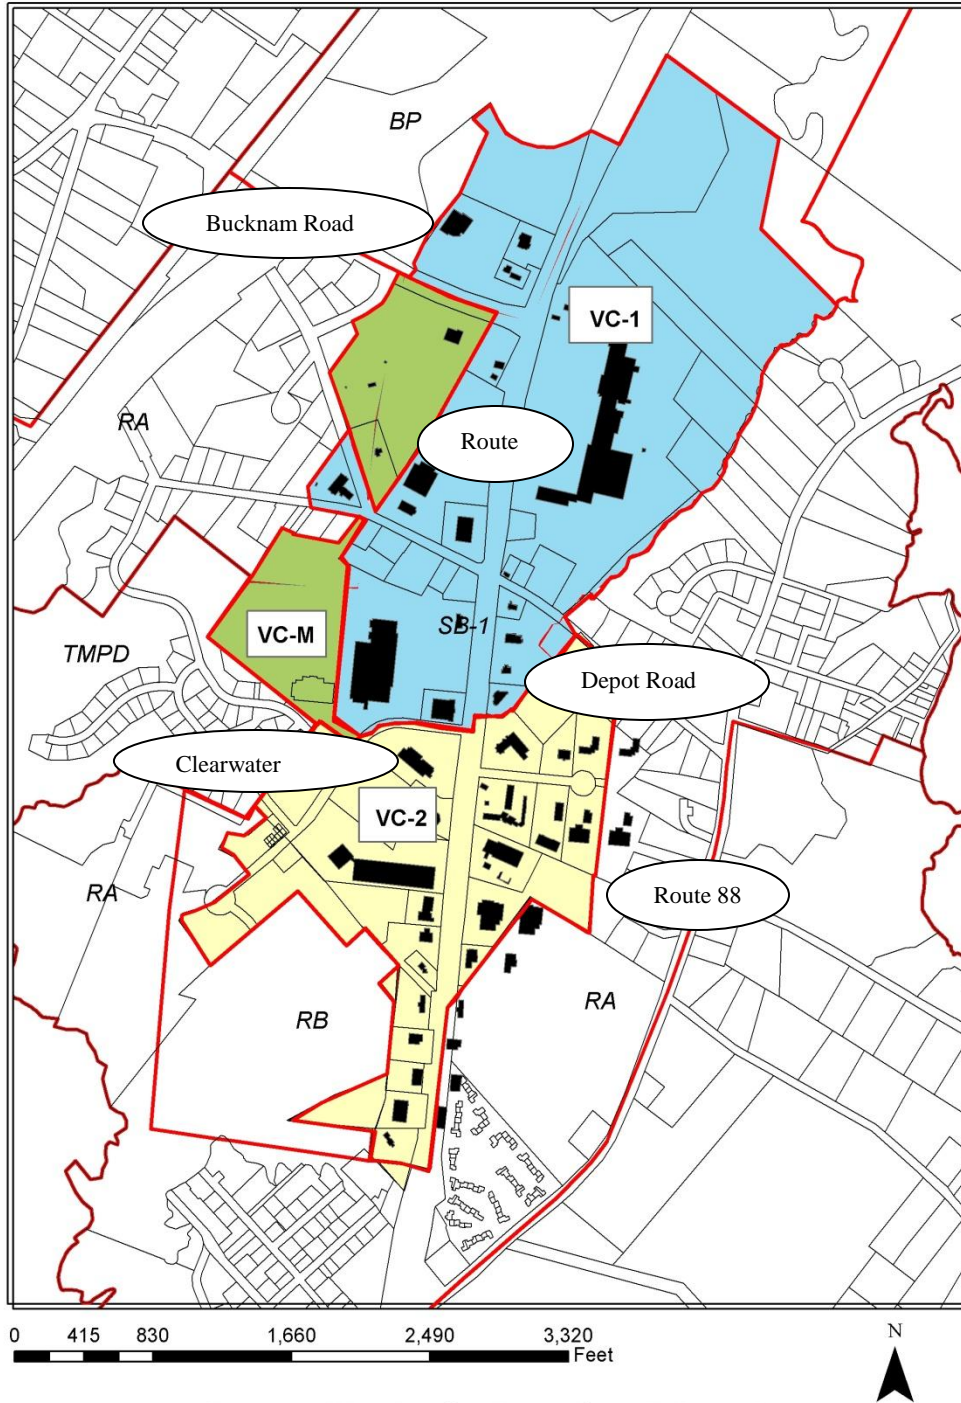 BP
Bucknam Road
VC-1
RA
Route
SB-1
VC-M
TMPD
Depot Road
Clearwater
VC-2
RA
Route 88
RB
RA
0 415 830 1,660 2,490 3,320
Feet
N